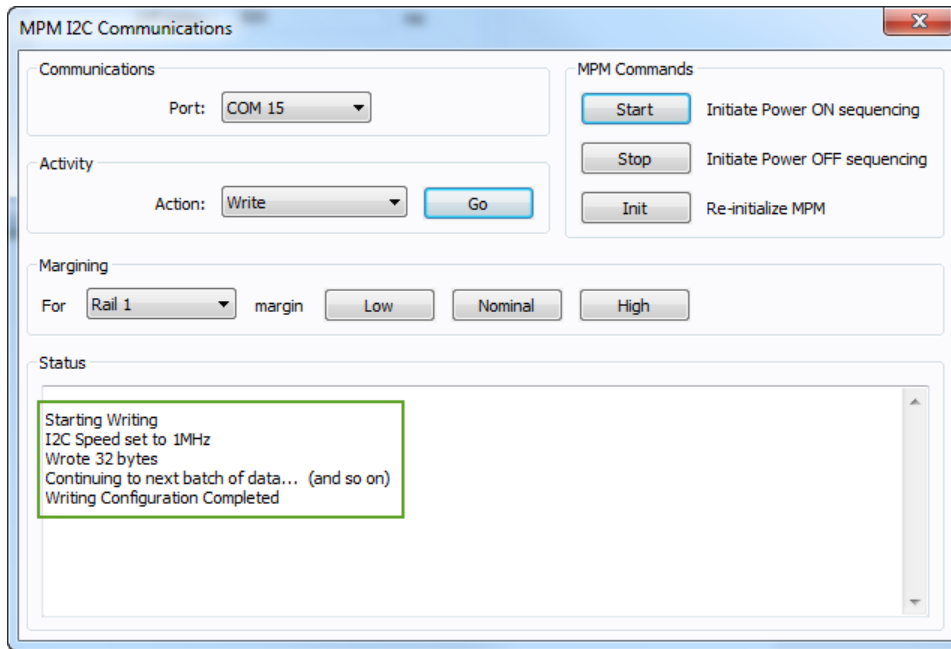 MPM I2C Communications
Communications
Port: COM 15
MPM Commands
Start Initiate Power ON sequencing
Stop Initiate Power OFF sequencing
Init Re-initialize MPM
Activity
Action: Write Go
Margining
For Rail 1 margin Low Nominal High
Status
Starting Writing
I2C Speed set to 1MHz
Wrote 32 bytes
Continuing to next batch of data... (and so on)
Writing Configuration Completed